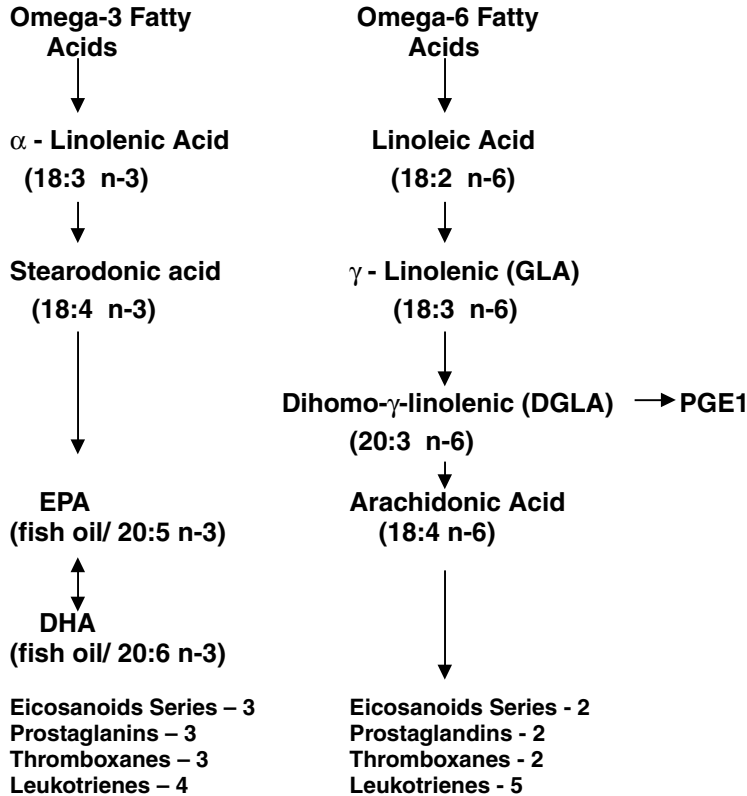 Omega-3 Fatty
Acids
α - Linolenic Acid
(18:3 n-3)
Stearodonic acid
(18:4 n-3)
EPA
(fish oil/ 20:5 n-3)
DHA
(fish oil/ 20:6 n-3)
Eicosanoids Series – 3
Prostaglanins – 3
Thromboxanes – 3
Leukotrienes – 4
Omega-6 Fatty
Acids
Linoleic Acid
(18:2 n-6)
γ - Linolenic (GLA)
(18:3 n-6)
Dihomo-γ-linolenic (DGLA) PGE1
(20:3 n-6)
Arachidonic Acid
(18:4 n-6)
Eicosanoids Series - 2
Prostaglandins - 2
Thromboxanes - 2
Leukotrienes - 5